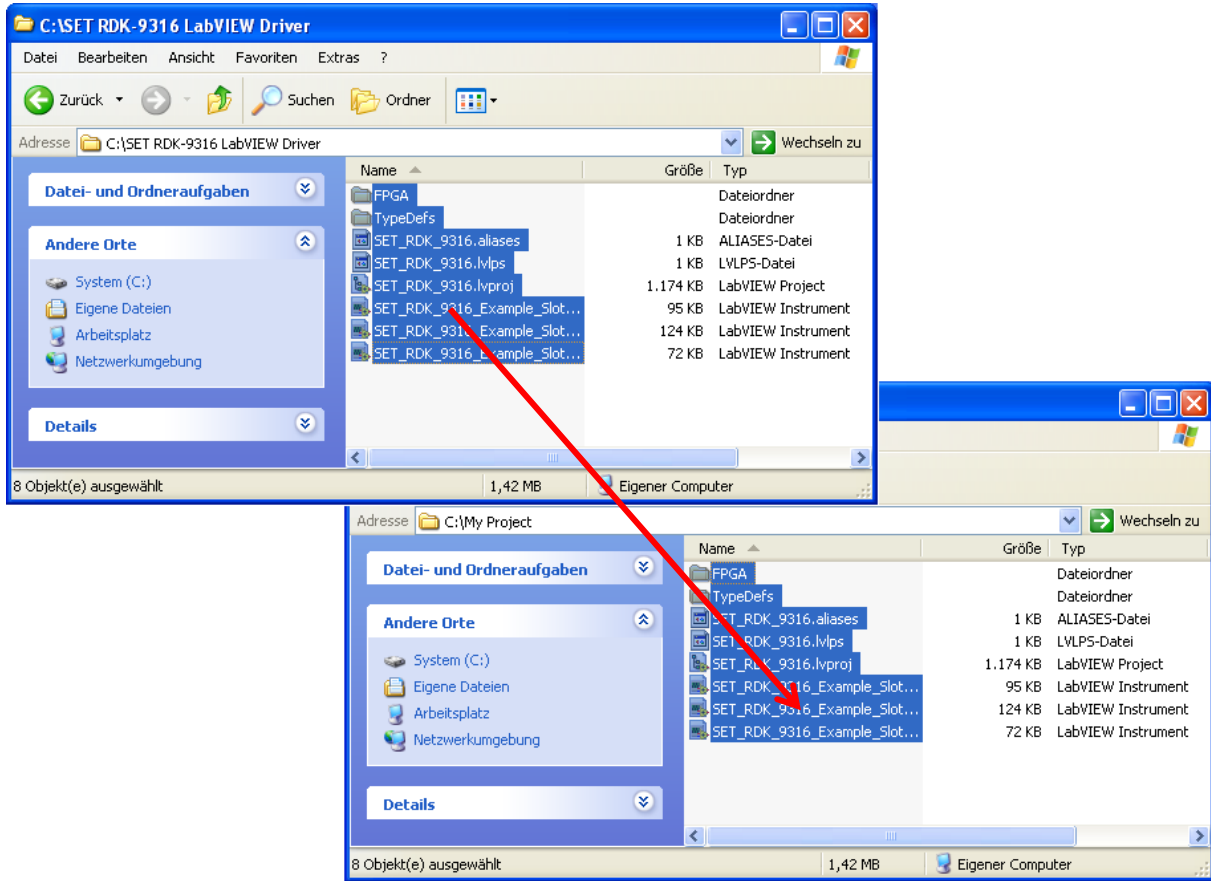 C:\SET RDK-9316 LabVIEW Driver
Datei Bearbeiten Ansicht Favoriten Extras ?
Zurück Suchen Ordner
Adresse C:\SET RDK-9316 LabVIEW Driver Wechseln zu
Datei- und Ordneraufgaben
Andere Orte
System (C:)
Eigene Dateien
Arbeitsplatz
Netzwerkumgebung
Details
Name Größe Typ
FPGA Dateiordner
TypeDefs Dateiordner
SET_RDK_9316.aliases 1 KB ALIASES-Datei
SET_RDK_9316.lvlps 1 KB LVLPS-Datei
SET_RDK_9316.lvproj 1.174 KB LabVIEW Project
SET_RDK_9316_Example_Slot... 95 KB LabVIEW Instrument
SET_RDK_9316_Example_Slot... 124 KB LabVIEW Instrument
SET_RDK_9316_Example_Slot... 72 KB LabVIEW Instrument
8 Objekt(e) ausgewählt 1,42 MB Eigener Computer
Adresse C:\My Project Wechseln zu
Datei- und Ordneraufgaben
Andere Orte
System (C:)
Eigene Dateien
Arbeitsplatz
Netzwerkumgebung
Details
Name Größe Typ
FPGA Dateiordner
TypeDefs Dateiordner
SET_RDK_9316.aliases 1 KB ALIASES-Datei
SET_RDK_9316.lvlps 1 KB LVLPS-Datei
SET_RDK_9316.lvproj 1.174 KB LabVIEW Project
SET_RDK_9316_Example_Slot... 95 KB LabVIEW Instrument
SET_RDK_9316_Example_Slot... 124 KB LabVIEW Instrument
SET_RDK_9316_Example_Slot... 72 KB LabVIEW Instrument
8 Objekt(e) ausgewählt 1,42 MB Eigener Computer